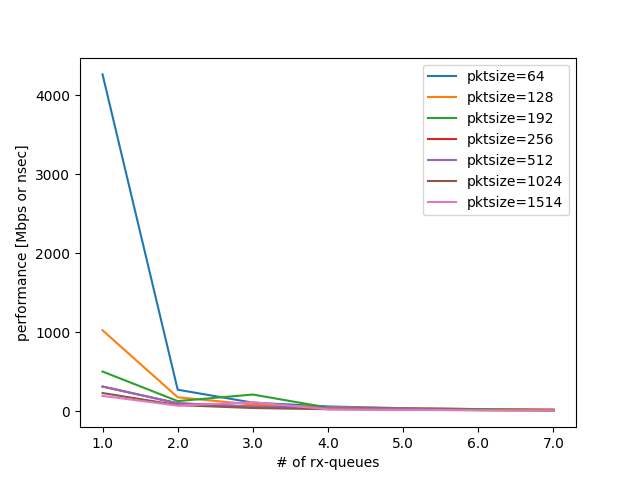 performance [Mbps or nsec]
4000
3000
2000
1000
0
1.0 2.0 3.0 4.0 5.0 6.0 7.0
# of rx-queues
pktsize=64
pktsize=128
pktsize=192
pktsize=256
pktsize=512
pktsize=1024
pktsize=1514